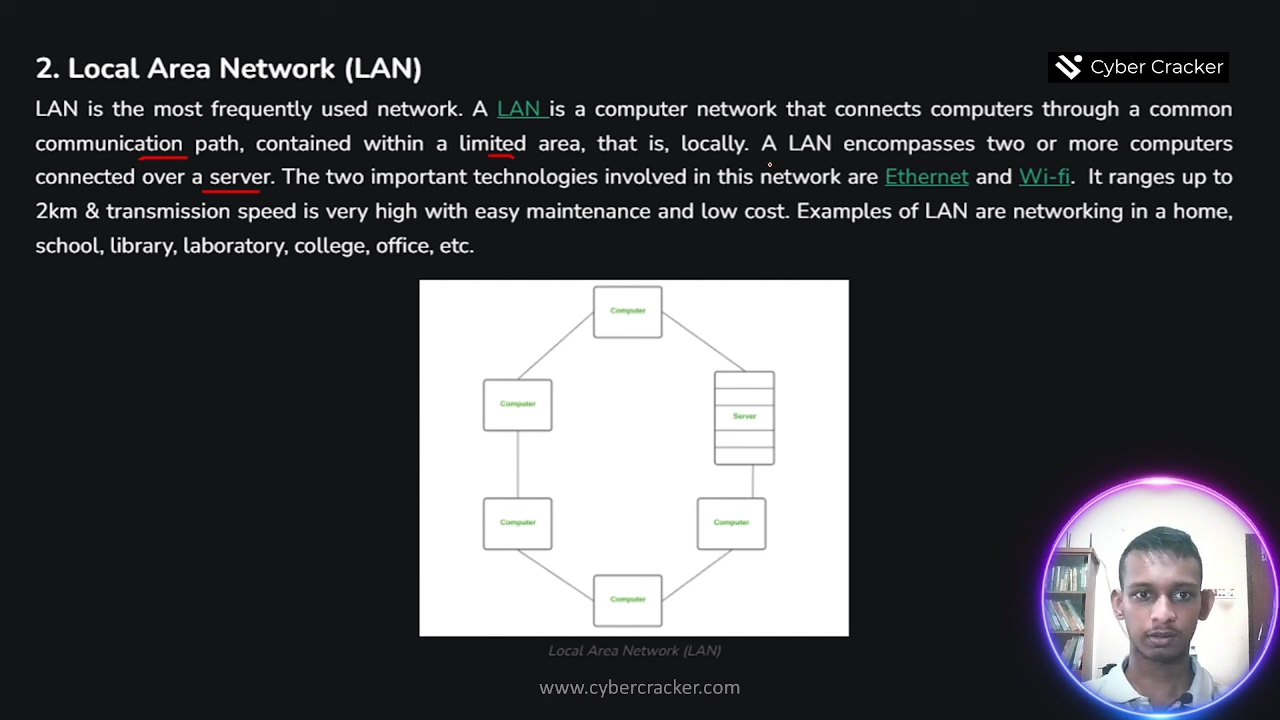 2. Local Area Network (LAN)
Cyber Cracker
LAN is the most frequently used network. A LAN is a computer network that connects computers through a common
communication path, contained within a limited area, that is, locally. A LAN encompasses two or more computers
connected over a server. The two important technologies involved in this network are Ethernet and Wi-fi. It ranges up to
2km & transmission speed is very high with easy maintenance and low cost. Examples of LAN are networking in a home,
school, library, laboratory, college, office, etc.
Computer
Computer
Server
Computer
Computer
Computer
Local Area Network (LAN)
www.cybercracker.com